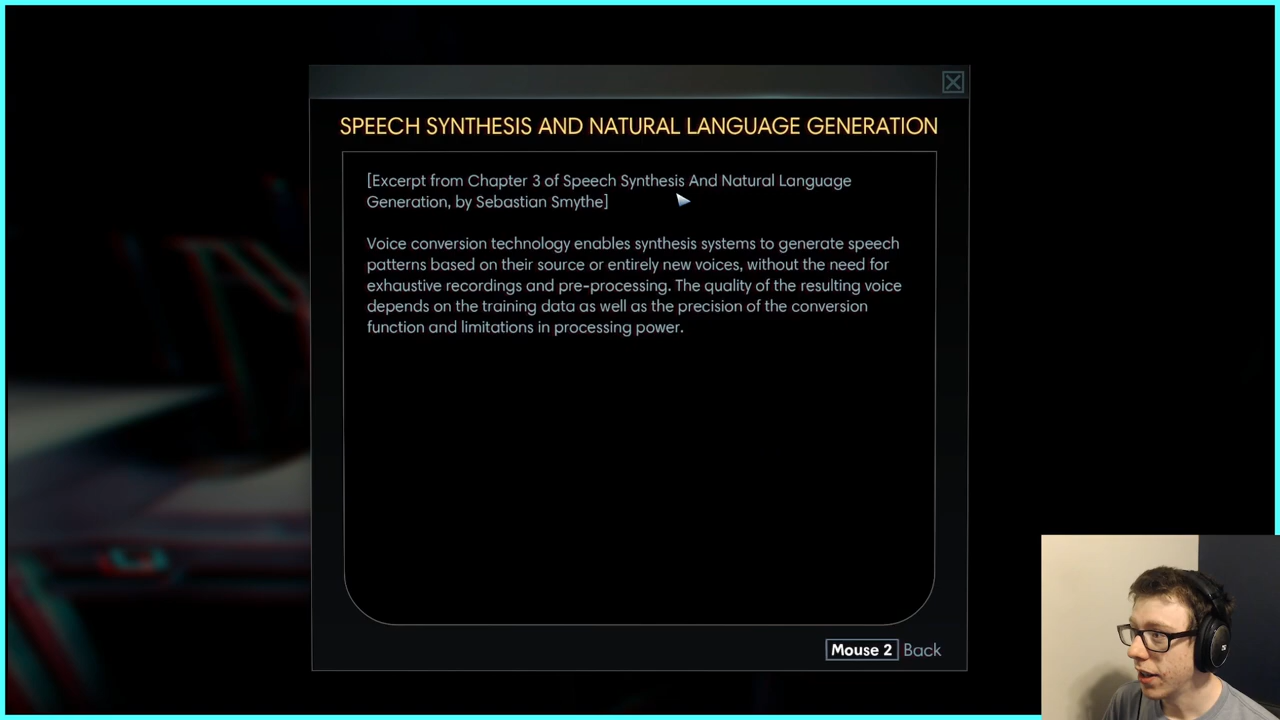 SPEECH SYNTHESIS AND NATURAL LANGUAGE GENERATION
[Excerpt from Chapter 3 of Speech Synthesis And Natural Language
Generation, by Sebastian Smythe]
Voice conversion technology enables synthesis systems to generate speech
patterns based on their source or entirely new voices, without the need for
exhaustive recordings and pre-processing. The quality of the resulting voice
depends on the training data as well as the precision of the conversion
function and limitations in processing power.
Mouse 2 Back